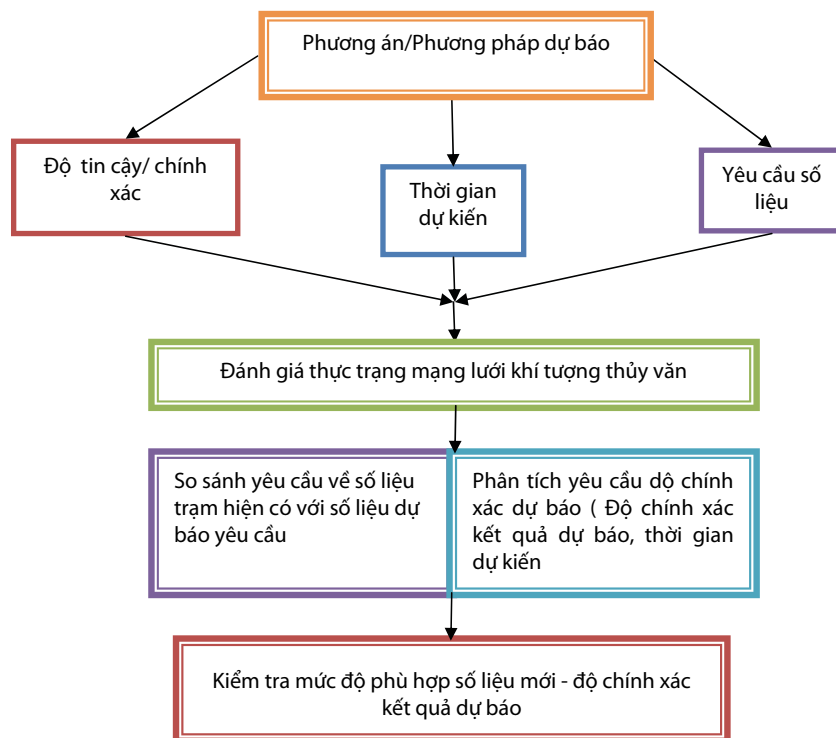 Phương án/Phương pháp dự báo
Độ tin cậy/ chính
xác
Thời gian
dự kiến
Yêu cầu số
liệu
Đánh giá thực trạng mạng lưới khí tượng thủy văn
So sánh yêu cầu về số liệu
trạm hiện có với số liệu dự
báo yêu cầu
Phân tích yêu cầu dộ chính
xác dự báo ( Độ chính xác
kết quả dự báo, thời gian
dự kiến
Kiểm tra mức độ phù hợp số liệu mới - độ chính xác
kết quả dự báo